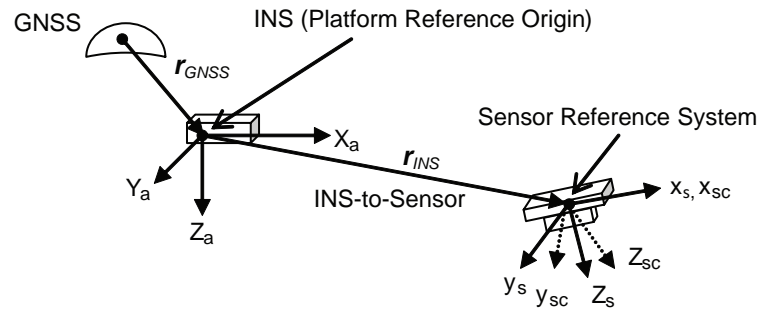 GNSS
INS (Platform Reference Origin)
r_GNSS
Sensor Reference System
X_a
r_INS
x_s, x_sc
Y_a
INS-to-Sensor
Z_a
Z_sc
y_s
y_sc
Z_s